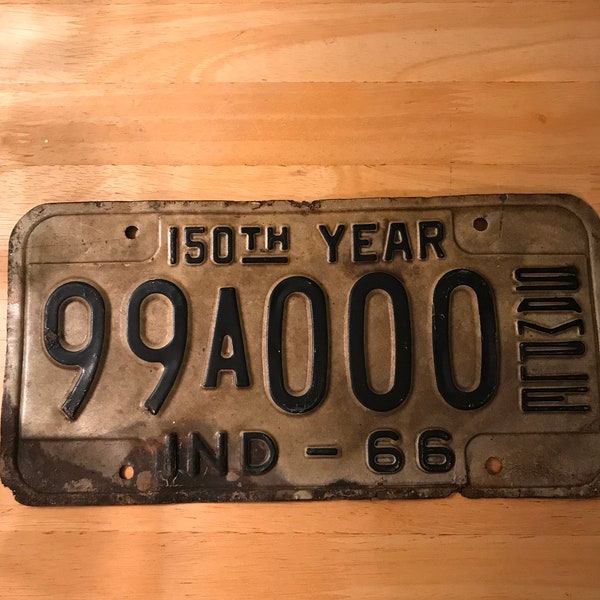 150TH YEAR
99A000
SAMPLE
IND - 66